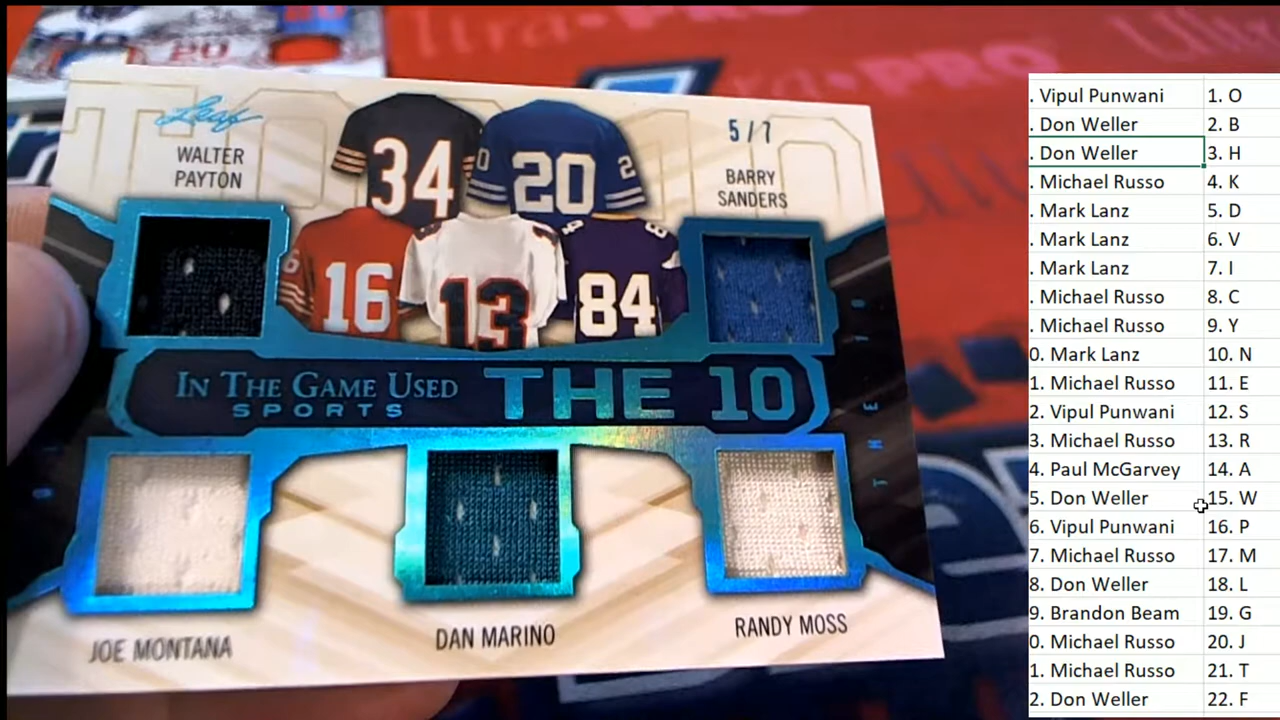 Leaf
WALTER
PAYTON
34
20
20
5/7
BARRY
SANDERS
16
13
84
IN THE GAME USED
SPORTS
THE 10
JOE MONTANA
DAN MARINO
RANDY MOSS
. Vipul Punwani 1. O
. Don Weller 2. B
. Don Weller 3. H
. Michael Russo 4. K
. Mark Lanz 5. D
. Mark Lanz 6. V
. Mark Lanz 7. I
. Michael Russo 8. C
. Michael Russo 9. Y
0. Mark Lanz 10. N
1. Michael Russo 11. E
2. Vipul Punwani 12. S
3. Michael Russo 13. R
4. Paul McGarvey 14. A
5. Don Weller 15. W
6. Vipul Punwani 16. P
7. Michael Russo 17. M
8. Don Weller 18. L
9. Brandon Beam 19. G
0. Michael Russo 20. J
1. Michael Russo 21. T
2. Don Weller 22. F